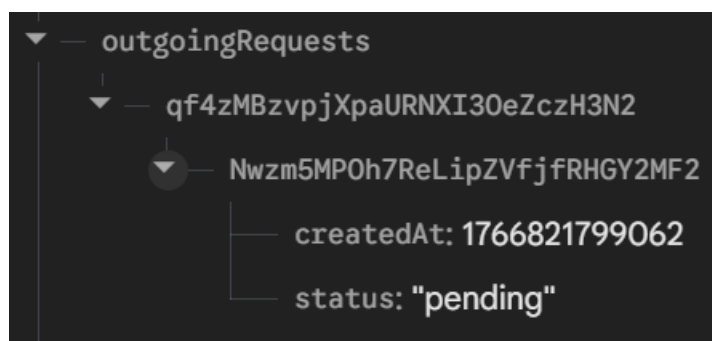 outgoingRequests
qf4zMBzvpjXpaURNXI3OeZczH3N2
Nwzm5MPOh7ReLipZVfjfRHGY2MF2
createdAt: 1766821799062
status: "pending"